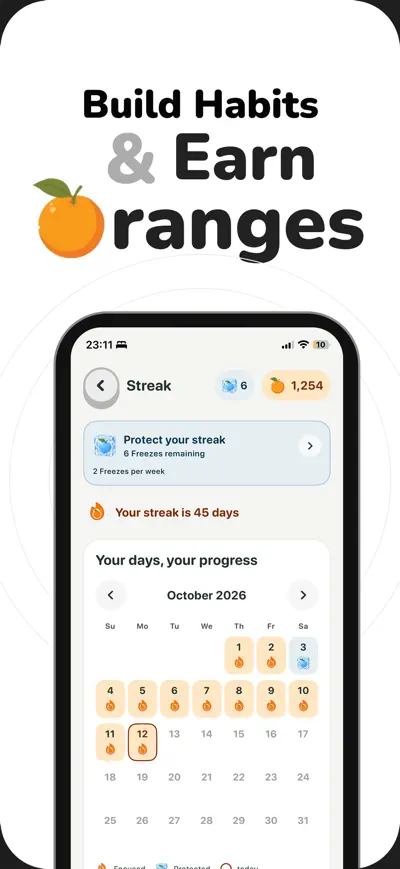 Build Habits
& Earn
ranges
23:11 10
Streak 6 1,254
Protect your streak
6 Freezes remaining
2 Freezes per week
Your streak is 45 days
Your days, your progress
October 2026
Su Mo Tu We Th Fr Sa
1 2 3
4 5 6 7 8 9 10
11 12 13 14 15 16 17
18 19 20 21 22 23 24
25 26 27 28 29 30 31
Focused Protected today